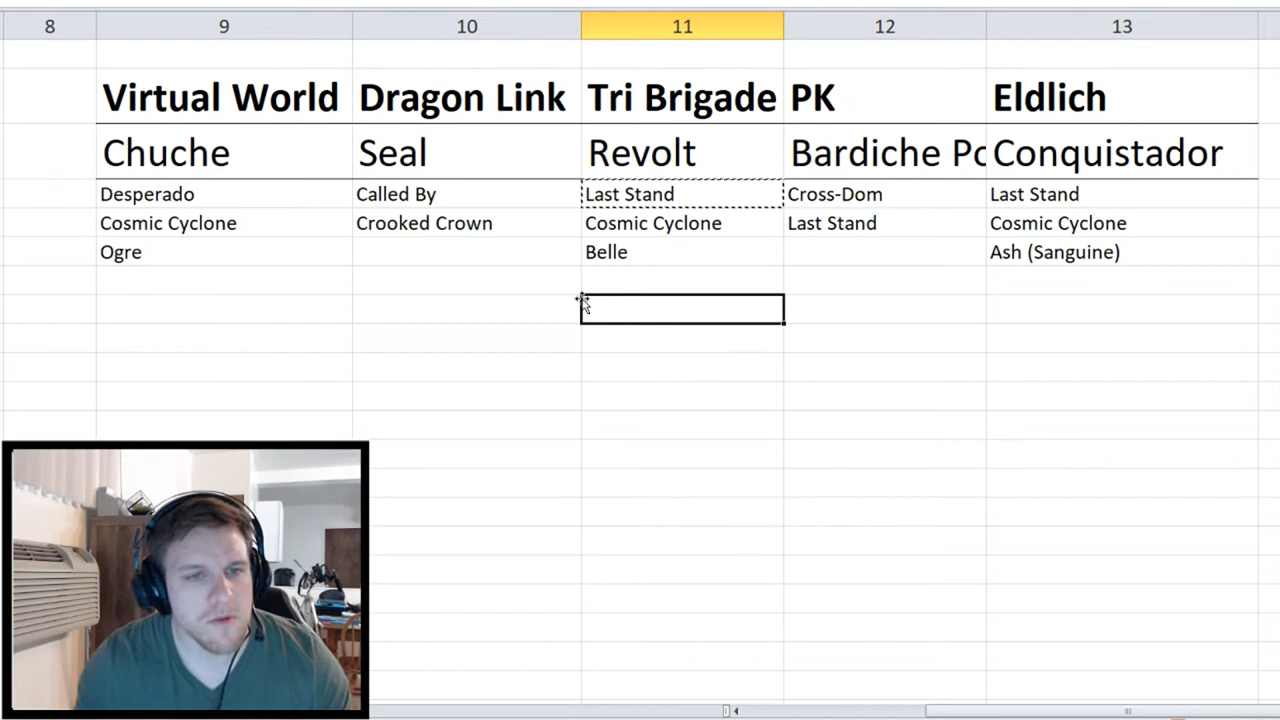 8 9 10 11 12 13
Virtual World Dragon Link Tri Brigade PK Eldlich
Chuche Seal Revolt Bardiche Conquistador
Desperado Called By Last Stand Cross-Dom Last Stand
Cosmic Cyclone Crooked Crown Cosmic Cyclone Last Stand Cosmic Cyclone
Ogre Belle Ash (Sanguine)